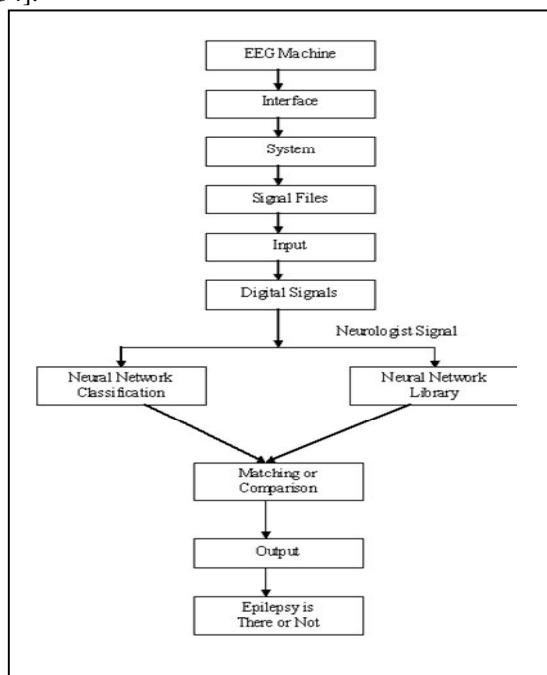 EEG Machine
Interface
System
Signal Files
Input
Digital Signals
Neurologist Signal
Neural Network
Classification
Neural Network
Library
Matching or
Comparison
Output
Epilepsy is
There or Not